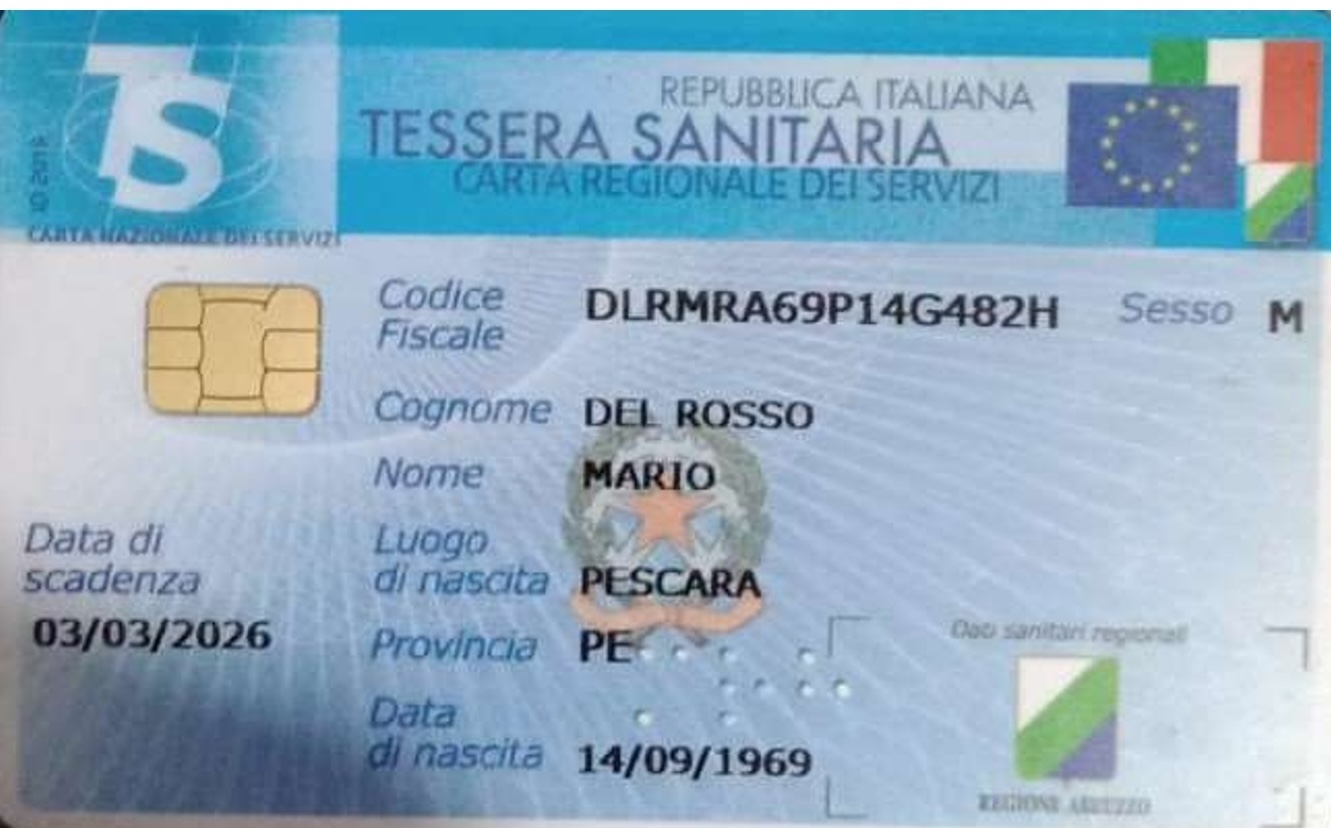 TS
REPUBBLICA ITALIANA
TESSERA SANITARIA
CARTA REGIONALE DEI SERVIZI
CARTA NAZIONALE DEI SERVIZI
Codice Fiscale DLRMRA69P14G482H Sesso M
Cognome DEL ROSSO
Nome MARIO
Luogo di nascita PESCARA
Provincia PE
Data di nascita 14/09/1969
Data di scadenza
03/03/2026
Dati sanitari regionali
REGIONE ABRUZZO